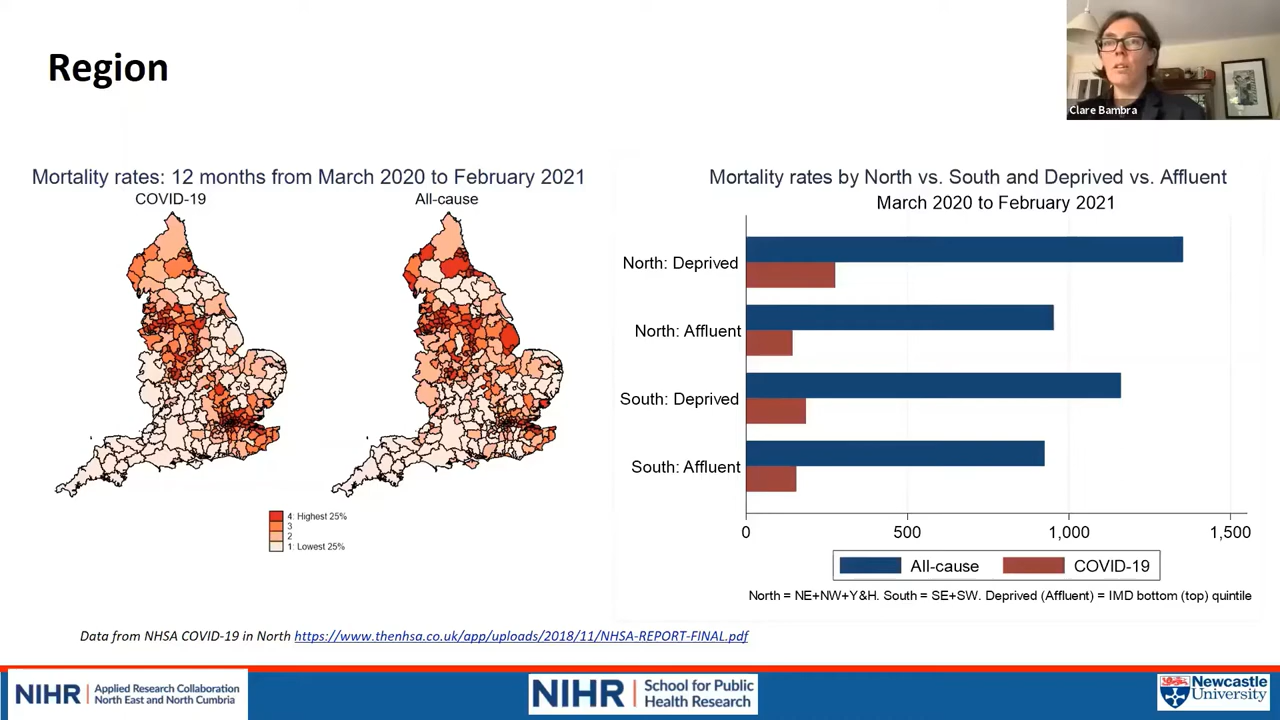 Region
Clare Bambra
Mortality rates: 12 months from March 2020 to February 2021
COVID-19
All-cause
4: Highest 25%
3
2
1: Lowest 25%
Mortality rates by North vs. South and Deprived vs. Affluent
March 2020 to February 2021
North: Deprived
North: Affluent
South: Deprived
South: Affluent
0
500
1,000
1,500
All-cause
COVID-19
North = NE+NW+Y&H. South = SE+SW. Deprived (Affluent) = IMD bottom (top) quintile
Data from NHSA COVID-19 in North https://www.thenhsa.co.uk/app/uploads/2018/11/NHSA-REPORT-FINAL.pdf
NIHR
Applied Research Collaboration
North East and North Cumbria
NIHR
School for Public
Health Research
Newcastle
University